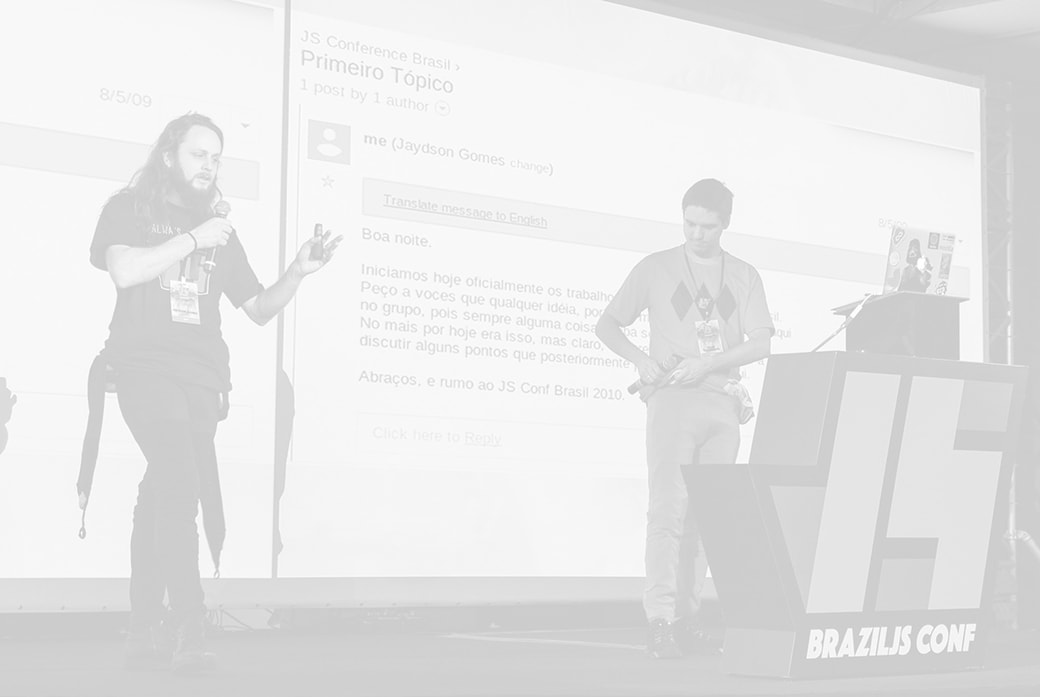 8/5/09
JS Conference Brasil ›
Primeiro Tópico
1 post by 1 author
me (Jaydson Gomes change)
Translate message to English
8/5/09
Boa noite,
Iniciamos hoje oficialmente os trabalho
Peço a voces que qualquer idéia,
no grupo, pois sempre alguma coisa
No mais por hoje era isso, mas claro,
discutir alguns pontos que posteriormente
Abraços, e rumo ao JS Conf Brasil 2010.
Click here to Reply
JS
BRAZILJS CONF